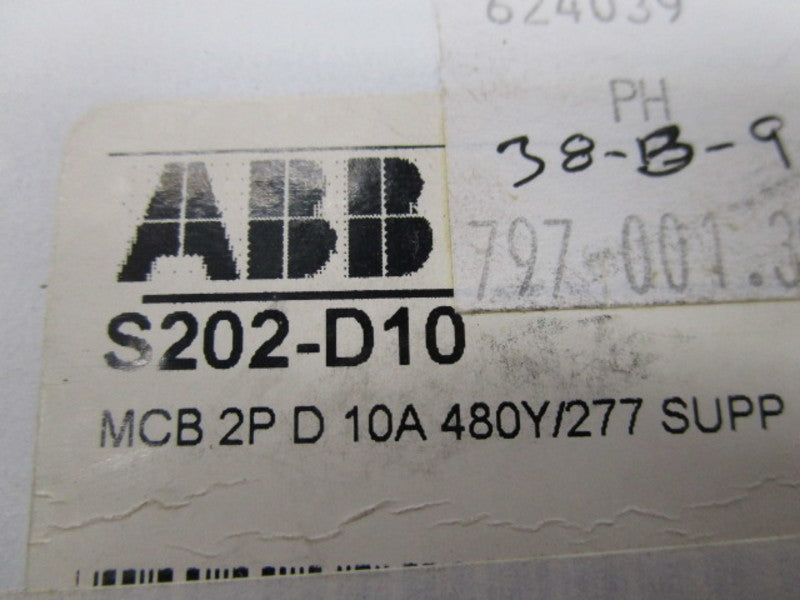 624039
PH
38-B-9
797-001.3
ABB
S202-D10
MCB 2P D 10A 480Y/277 SUPP